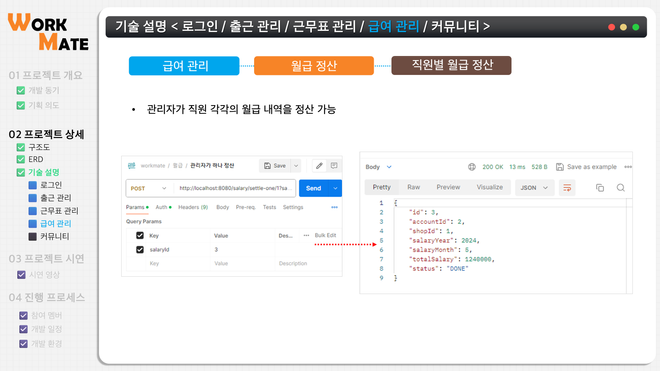 WORK
MATE
01 프로젝트 개요
개발 동기
기획 의도
02 프로젝트 상세
구조도
ERD
기술 설명
로그인
출근 관리
근무표 관리
급여 관리
커뮤니티
03 프로젝트 시연
시연 영상
04 진행 프로세스
참여 멤버
개발 일정
개발 환경
기술 설명 < 로그인 / 출근 관리 / 근무표 관리 / 급여 관리 / 커뮤니티 >
급여 관리
월급 정산
직원별 월급 정산
• 관리자가 직원 각각의 월급 내역을 정산 가능
workmate / 월급 / 관리자가 하나 정산
Save
POST
http://localhost:8080/salary/settle-one/1?sa...
Send
Params
Auth
Headers (9)
Body
Pre-req.
Tests
Settings
Query Params
Key
Value
Des...
Bulk Edit
salaryId
3
Key
Value
Description
Body
200 OK 13 ms 528 B
Save as example
Pretty
Raw
Preview
Visualize
JSON
1 {
2 "id": 3,
3 "accountId": 2,
4 "shopId": 1,
5 "salaryYear": 2024,
6 "salaryMonth": 5,
7 "totalSalary": 1248000,
8 "status": "DONE"
9 }